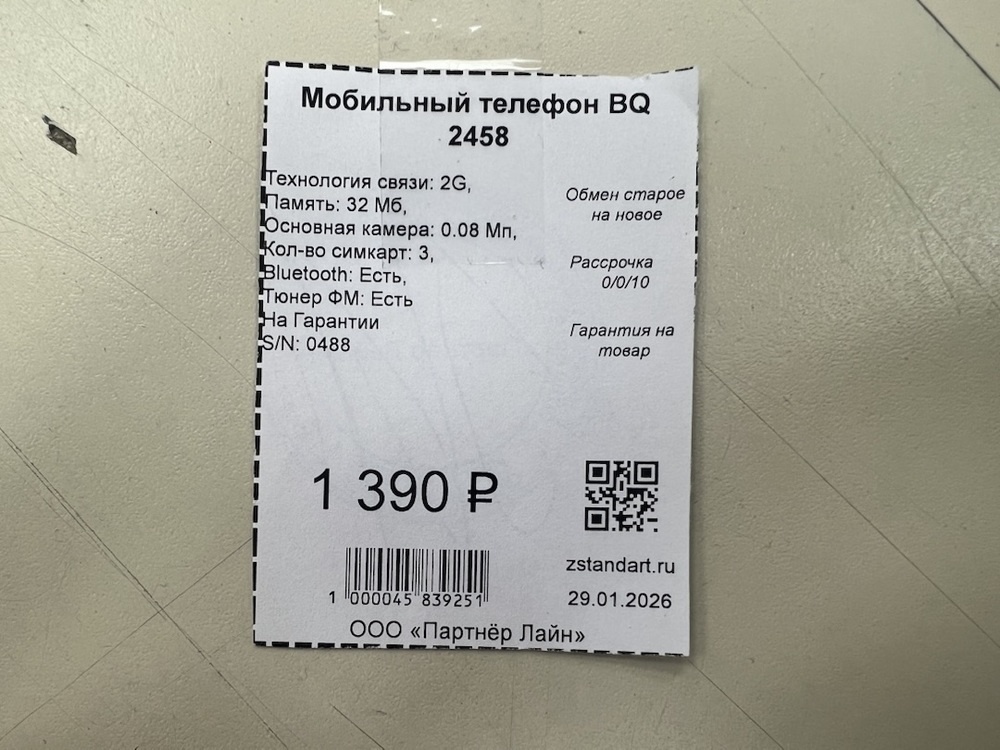 Мобильный телефон BQ
2458
Технология связи: 2G,
Память: 32 Мб,
Основная камера: 0.08 Мп,
Кол-во симкарт: 3,
Bluetooth: Есть,
Тюнер ФМ: Есть
На Гарантии
S/N: 0488
Обмен старое
на новое
Рассрочка
0/0/10
Гарантия на
товар
1 390 ₽
1 000045 839251
zstandart.ru
29.01.2026
ООО «Партнёр Лайн»